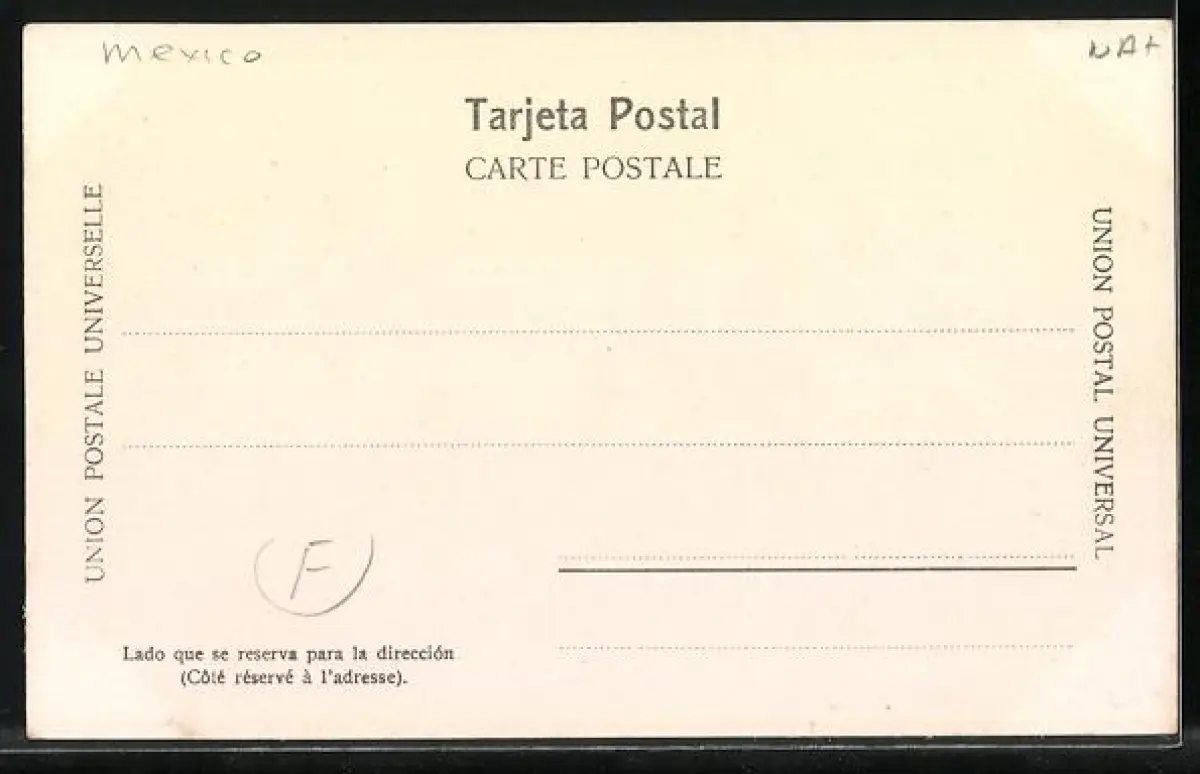 Mexico
NAT
Tarjeta Postal
CARTE POSTALE
UNION POSTALE UNIVERSELLE
UNION POSTAL UNIVERSAL
F
Lado que se reserva para la dirección
(Côté réservé à l'adresse).